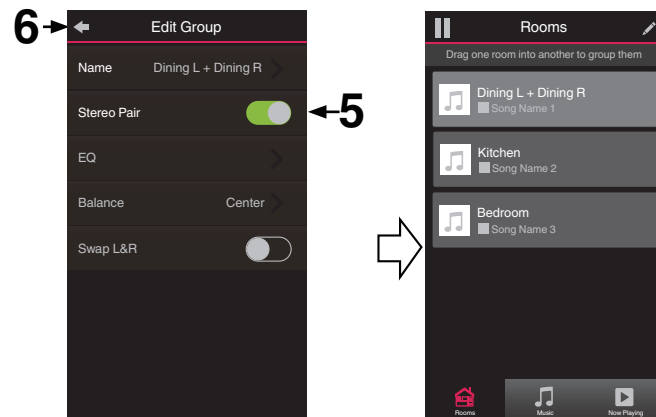 6
Edit Group
Name Dining L + Dining R
Stereo Pair
5
EQ
Balance Center
Swap L&R
Rooms
Drag one room into another to group them
Dining L + Dining R
Song Name 1
Kitchen
Song Name 2
Bedroom
Song Name 3
Rooms Music Now Playing